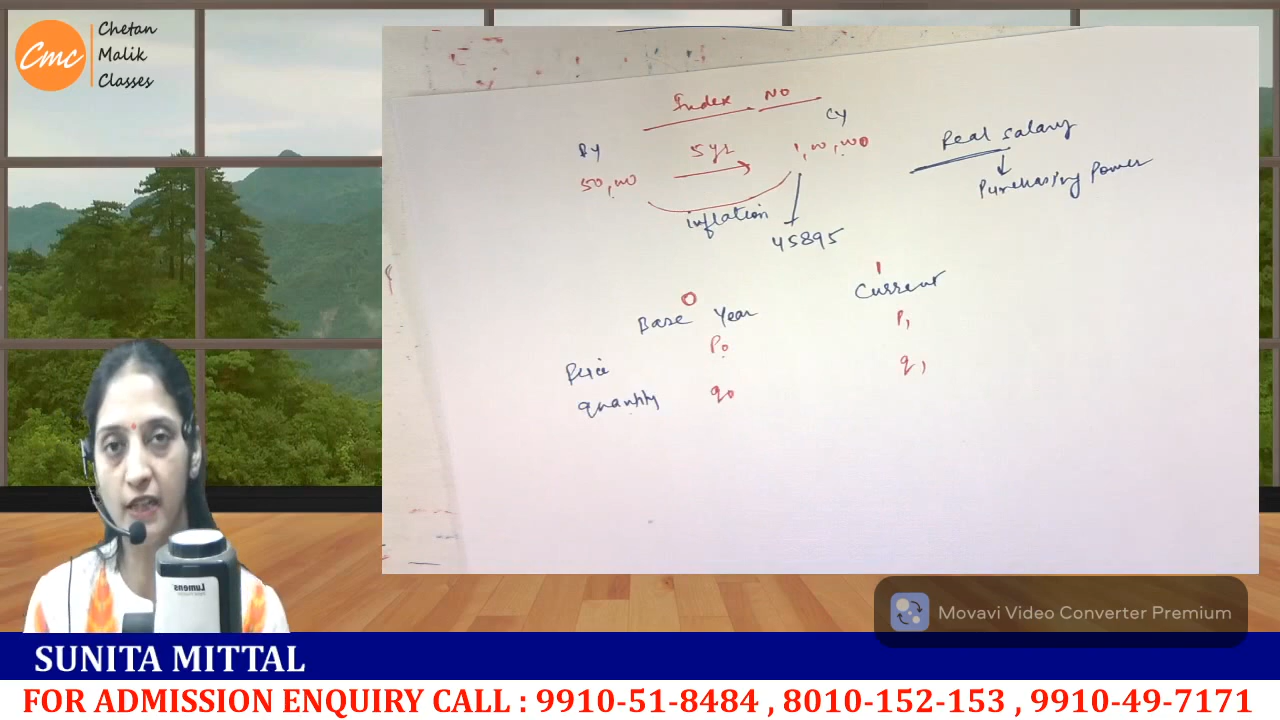 Chetan
Malik
Classes
cmc
Index No
BY 5 yrs CY
50,000 1,00,000
inflation
45895
Real salary
Purchasing Power
0 1
Base Year Current
Price P0 P1
quantity q0 q1
Lumens
Movavi Video Converter Premium
SUNITA MITTAL
FOR ADMISSION ENQUIRY CALL : 9910-51-8484 , 8010-152-153 , 9910-49-7171